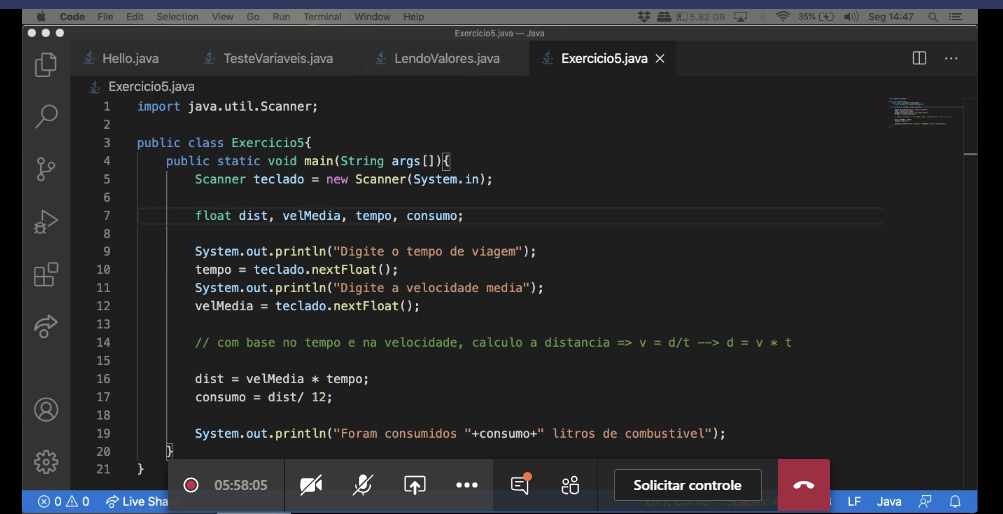 Code File Edit Selection View Go Run Terminal Window Help 5.82 GB 35% Seg 14:47
Exercicio5.java — Java
Hello.java TesteVariaveis.java LendoValores.java Exercicio5.java
Exercicio5.java
1 import java.util.Scanner;
2
3 public class Exercicio5{
4 public static void main(String args[]){
5 Scanner teclado = new Scanner(System.in);
6
7 float dist, velMedia, tempo, consumo;
8
9 System.out.println("Digite o tempo de viagem");
10 tempo = teclado.nextFloat();
11 System.out.println("Digite a velocidade media");
12 velMedia = teclado.nextFloat();
13
14 // com base no tempo e na velocidade, calculo a distancia => v = d/t --> d = v * t
15
16 dist = velMedia * tempo;
17 consumo = dist/ 12;
18
19 System.out.println("Foram consumidos "+consumo+" litros de combustivel");
20 }
21 }
05:58:05 Solicitar controle
0 0 Live Share LF Java